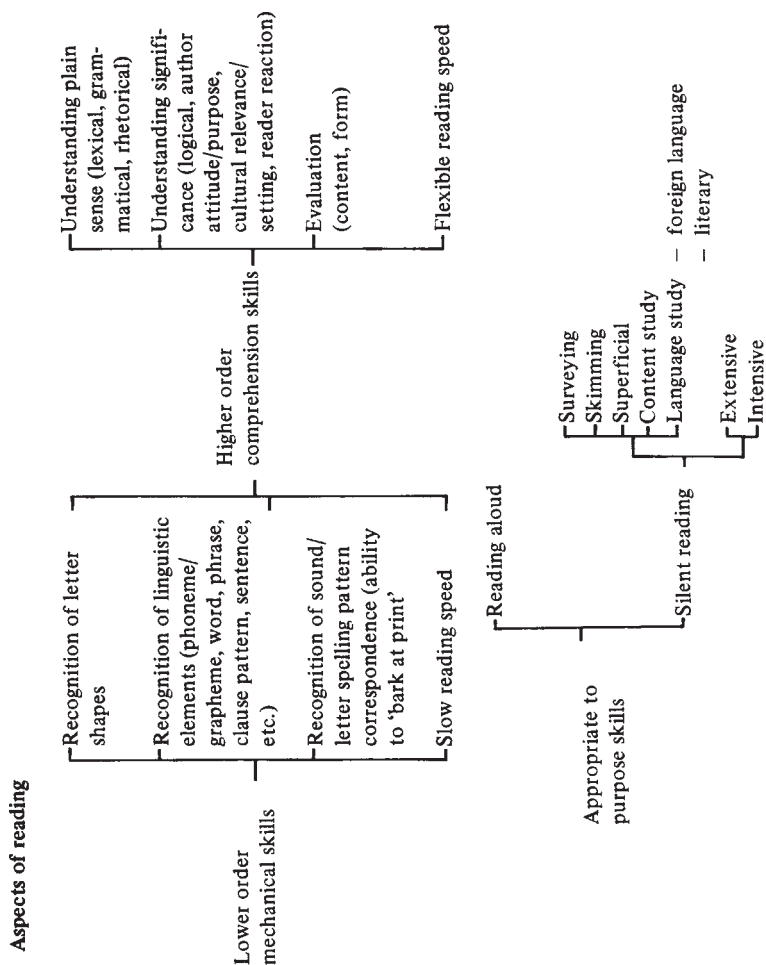 Aspects of reading
Lower order
mechanical skills
Recognition of letter
shapes
Recognition of linguistic
elements (phoneme/
grapheme, word, phrase,
clause pattern, sentence,
etc.)
Recognition of sound/
letter spelling pattern
correspondence (ability
to ‘bark at print’
Slow reading speed
Higher order
comprehension skills
Understanding plain
sense (lexical, gram-
matical, rhetorical)
Understanding signifi-
cance (logical, author
attitude/purpose,
cultural relevance/
setting, reader reaction)
Evaluation
(content, form)
Flexible reading speed
Appropriate to
purpose skills
Reading aloud
Silent reading
Surveying
Skimming
Superficial
Content study
Language study – foreign language
– literary
Extensive
Intensive